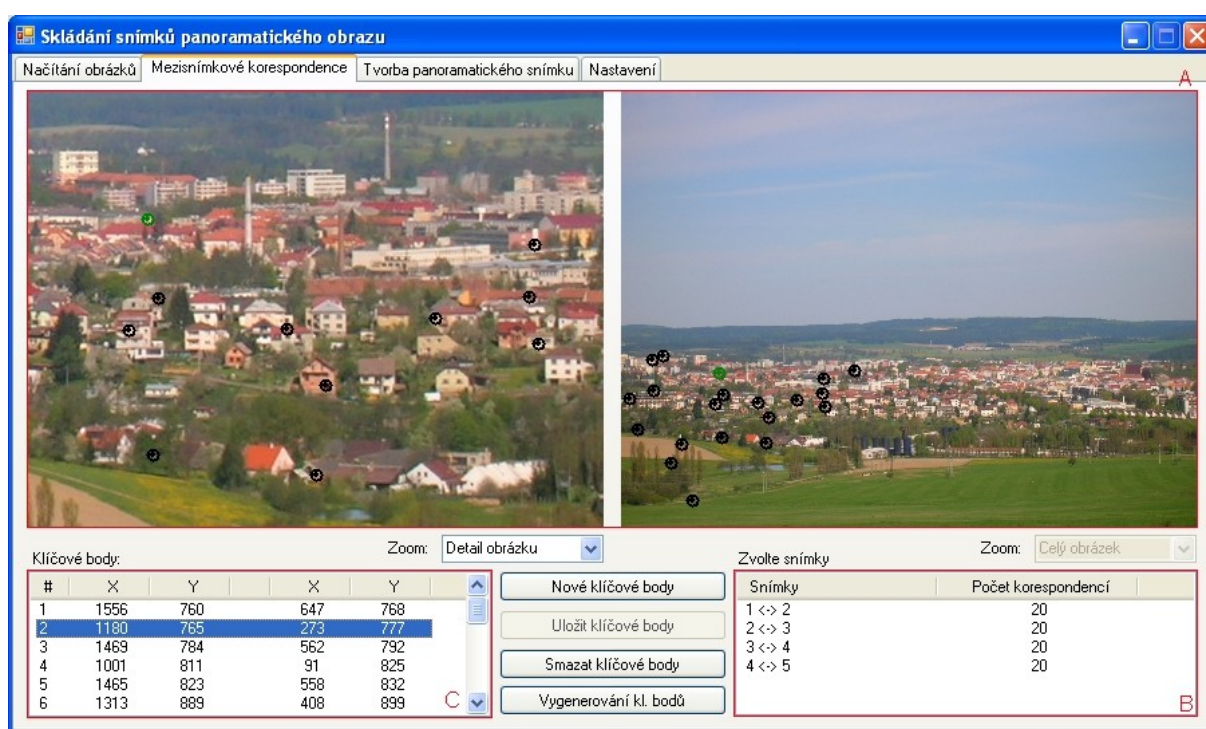 Skládání snímků panoramatického obrazu
Načítání obrázků Mezisnímkové korespondence Tvorba panoramatického snímku Nastavení
A
Zoom: Detail obrázku
Zoom: Celý obrázek
Klíčové body:
Zvolte snímky
# X Y X Y
1 1556 760 647 768
2 1180 765 273 777
3 1469 784 562 792
4 1001 811 91 825
5 1465 823 558 832
6 1313 889 408 899
C
Nové klíčové body
Uložit klíčové body
Smazat klíčové body
Vygenerování kl. bodů
Snímky Počet korespondencí
1 <-> 2 20
2 <-> 3 20
3 <-> 4 20
4 <-> 5 20
B